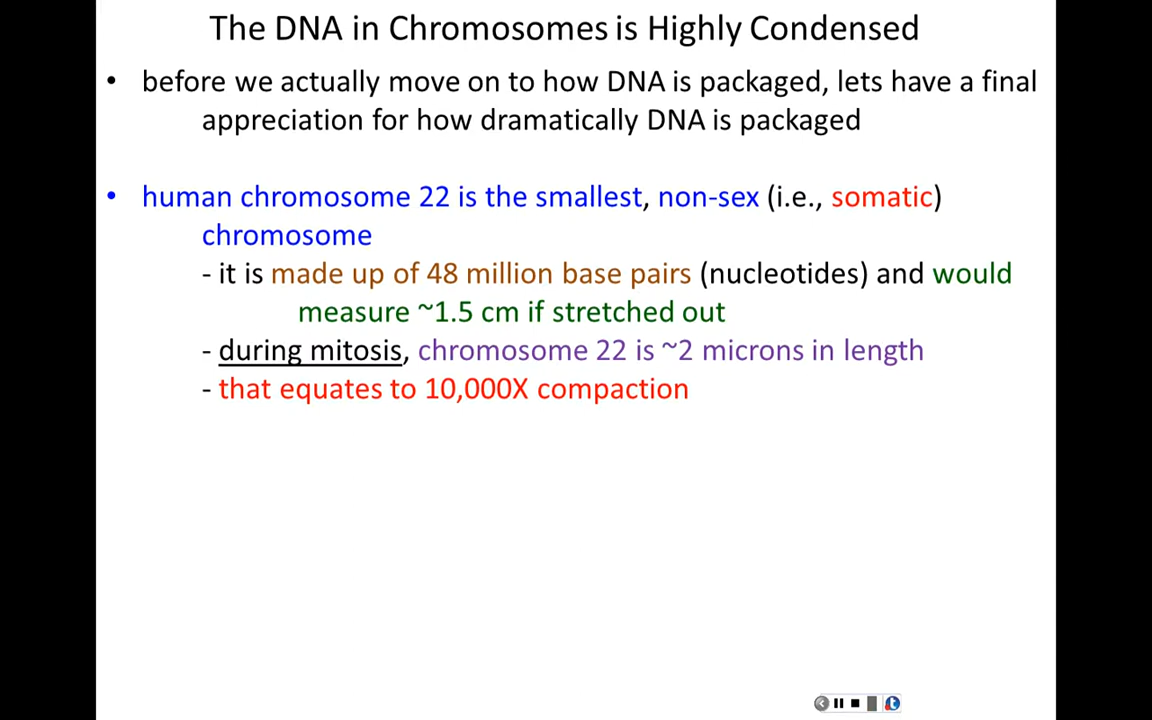 The DNA in Chromosomes is Highly Condensed
• before we actually move on to how DNA is packaged, lets have a final
appreciation for how dramatically DNA is packaged
• human chromosome 22 is the smallest, non-sex (i.e., somatic)
chromosome
- it is made up of 48 million base pairs (nucleotides) and would
measure ~1.5 cm if stretched out
- during mitosis, chromosome 22 is ~2 microns in length
- that equates to 10,000X compaction
t